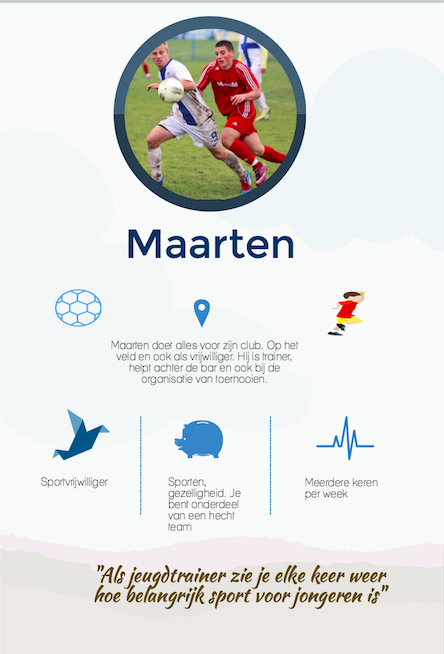 Maarten
Maarten doet alles voor zijn club. Op het
veld en ook als vrijwilliger. Hij is trainer,
helpt achter de bar en ook bij de
organisatie van toernooien.
Sportvrijwilliger
Sporten,
gezelligheid. Je
bent onderdeel
van een hecht
team
Meerdere keren
per week
"Als jeugdtrainer zie je elke keer weer
hoe belangrijk sport voor jongeren is"